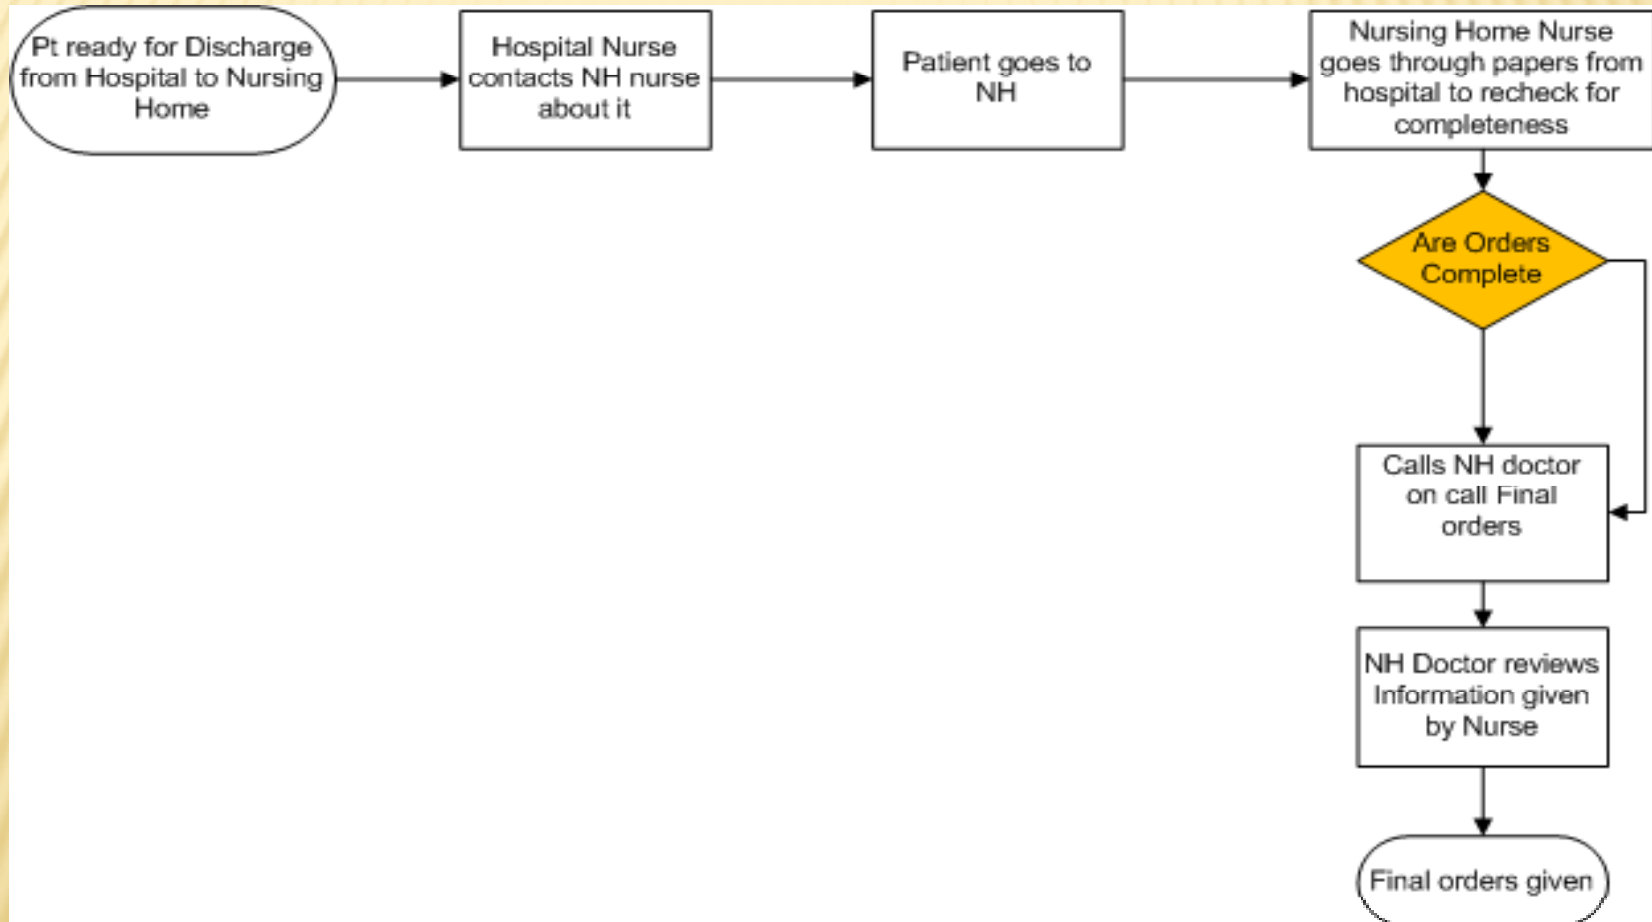 Pt ready for Discharge
from Hospital to Nursing
Home
Hospital Nurse
contacts NH nurse
about it
Patient goes to
NH
Nursing Home Nurse
goes through papers from
hospital to recheck for
completeness
Are Orders
Complete
Calls NH doctor
on call Final
orders
NH Doctor reviews
Information given
by Nurse
Final orders given